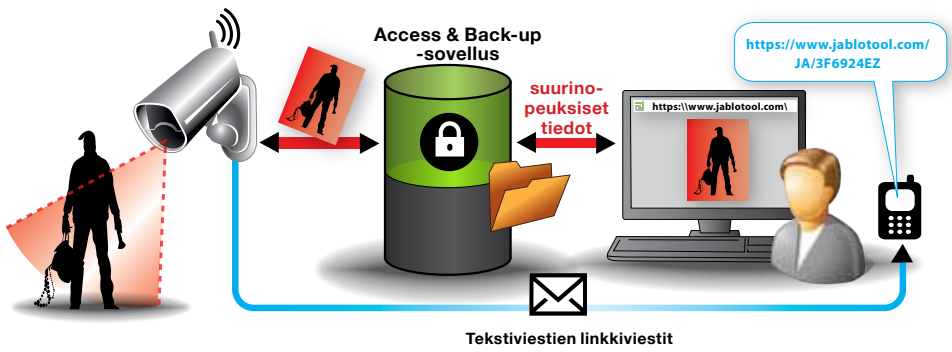 Access & Back-up
-sovellus
suurino-
peuksiset
tiedot
https:\\www.jablotool.com\
https://www.jablotool.com/
JA/3F6924EZ
Tekstiviestien linkkiviestit